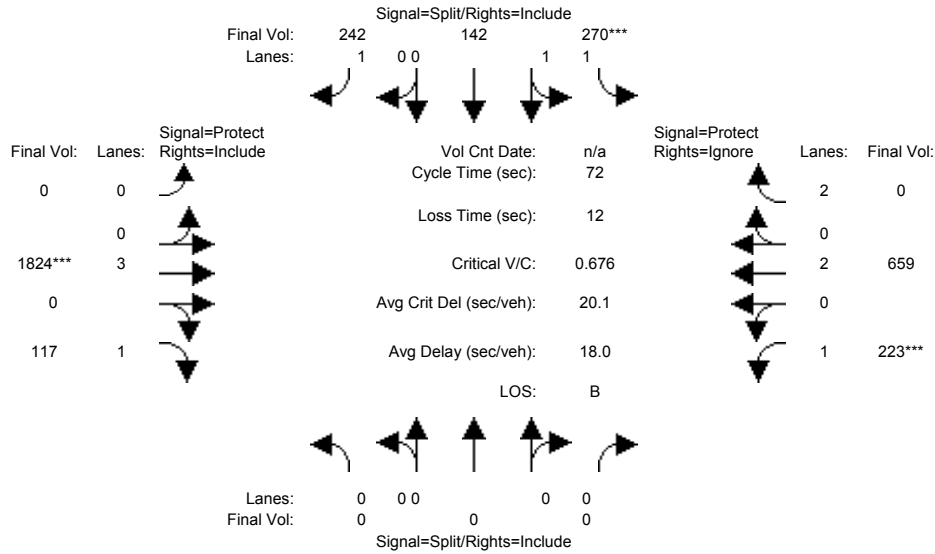 Signal=Split/Rights=Include
Final Vol: 242 142 270***
Lanes: 1 0 0 1 1
Signal=Protect Signal=Protect
Final Vol: Lanes: Rights=Include Vol Cnt Date: n/a Rights=Ignore Lanes: Final Vol:
Cycle Time (sec): 72
0 0 2 0
Loss Time (sec): 12
0 0
1824*** 3 Critical V/C: 0.676 2 659
0 Avg Crit Del (sec/veh): 20.1 0
117 1 Avg Delay (sec/veh): 18.0 1 223***
LOS: B
Lanes: 0 0 0 0 0
Final Vol: 0 0 0
Signal=Split/Rights=Include